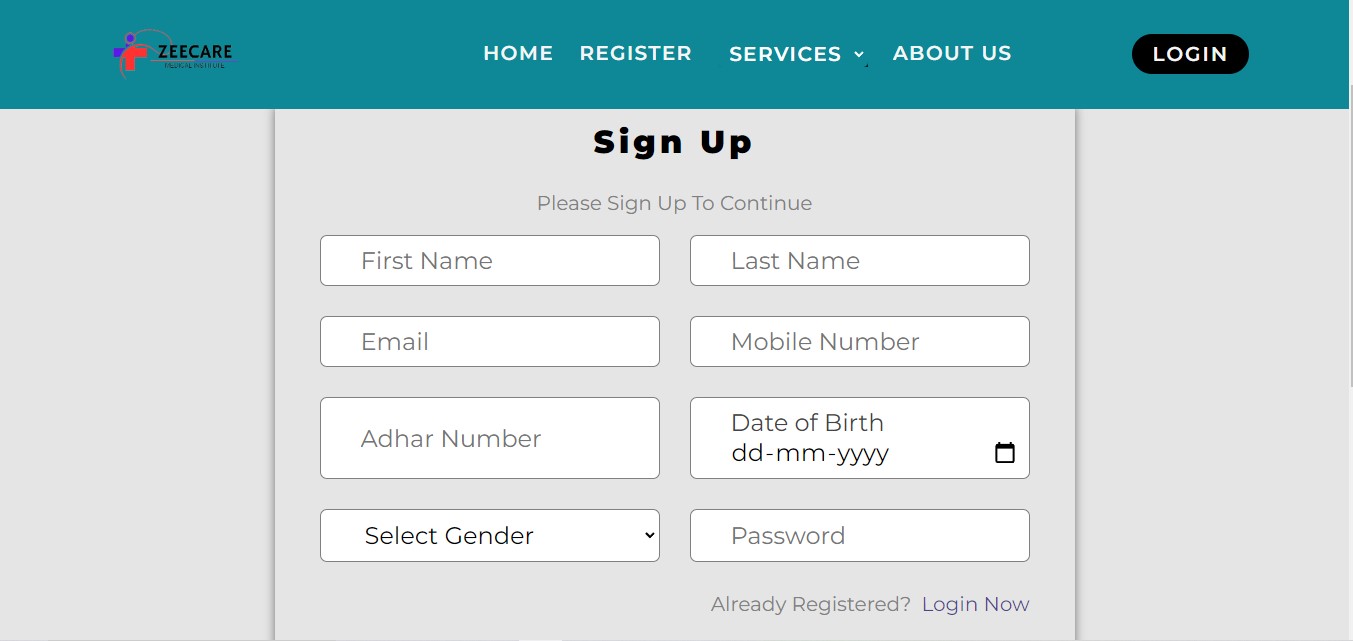 ZEECARE
MEDICAL INSTITUTE
HOME REGISTER SERVICES ABOUT US LOGIN
Sign Up
Please Sign Up To Continue
First Name Last Name
Email Mobile Number
Adhar Number
Date of Birth
dd-mm-yyyy
Select Gender Password
Already Registered? Login Now